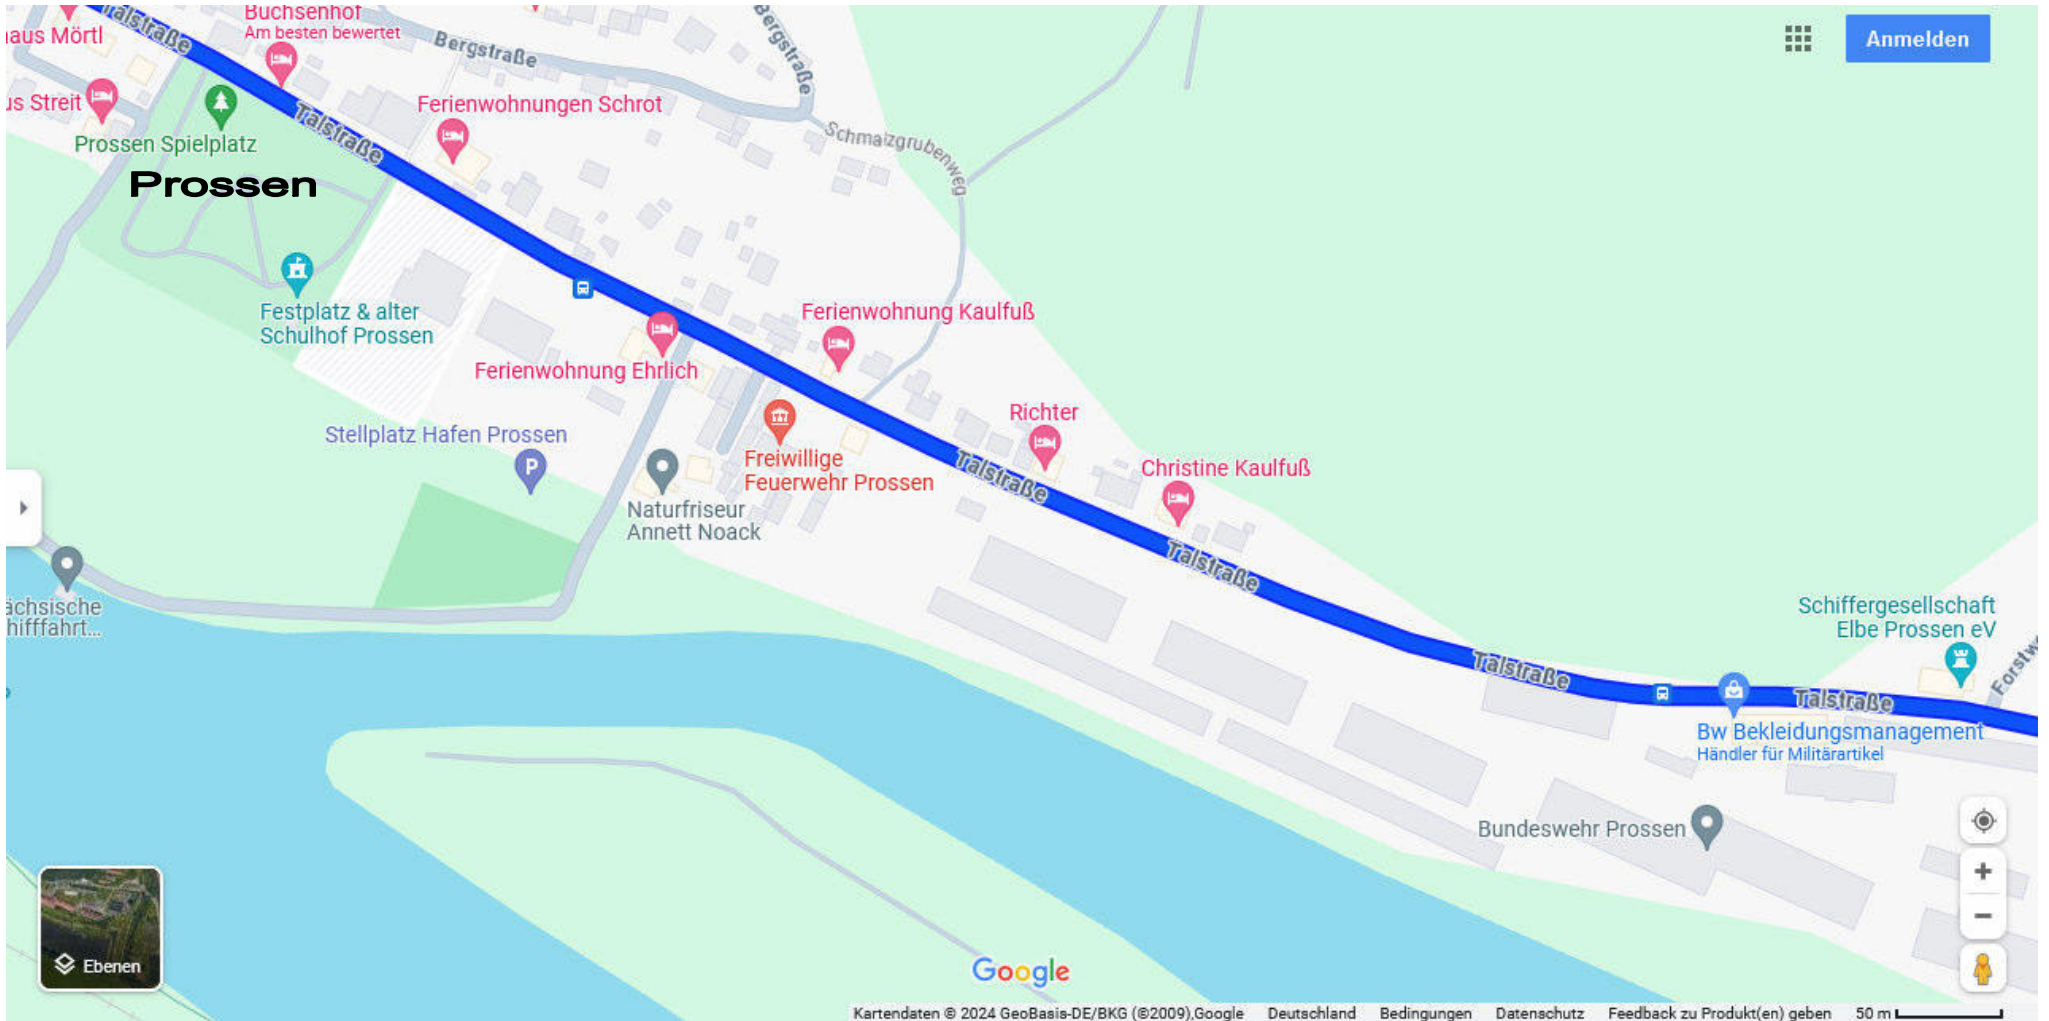 Talstraße
Buchsenhof
Am besten bewertet
Bergstraße
Bergstraße
Anmelden
aus Mörtl
us Streit
Ferienwohnungen Schrot
Talstraße
Schmalzgrubenweg
Prossen Spielplatz
Prossen
Festplatz & alter
Schulhof Prossen
Ferienwohnung Kaulfuß
Ferienwohnung Ehrlich
Stellplatz Hafen Prossen
P
Richter
Freiwillige
Feuerwehr Prossen
Talstraße
Christine Kaulfuß
Naturfriseur
Annett Noack
Talstraße
ächsische
hifffahrt...
Schiffergesellschaft
Elbe Prossen eV
Forstw
Talstraße
Talstraße
Bw Bekleidungsmanagement
Händler für Militärartikel
Bundeswehr Prossen
Ebenen
Google
Kartendaten © 2024 GeoBasis-DE/BKG (©2009),Google Deutschland Bedingungen Datenschutz Feedback zu Produkt(en) geben 50 m